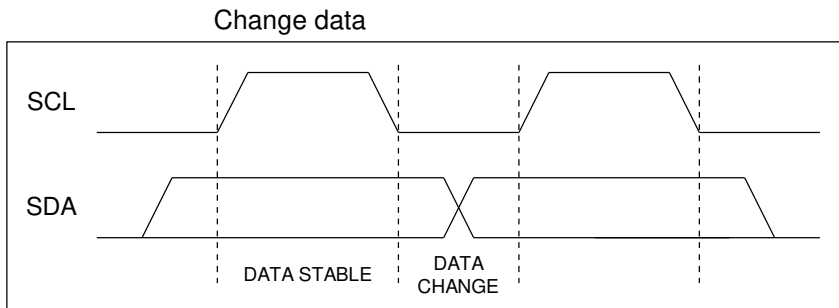 Change data
SCL
SDA
DATA STABLE
DATA
CHANGE